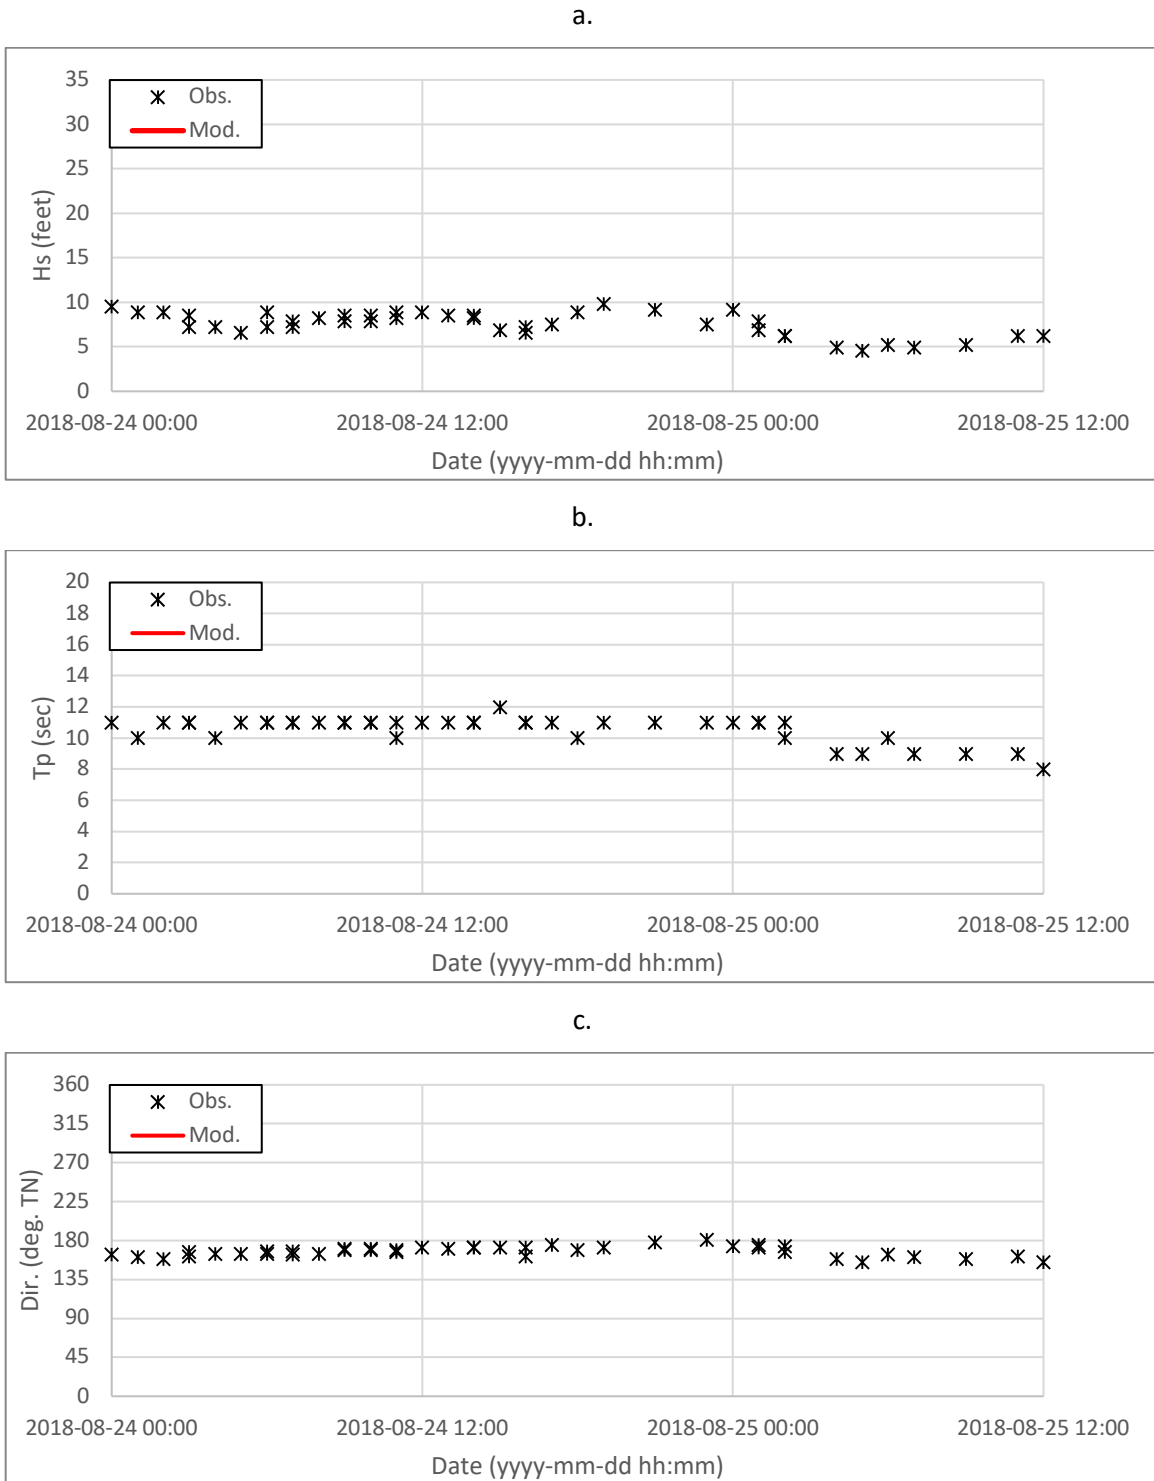 a.
35
30
25
20
15
10
5
0
Hs (feet)
Obs.
Mod.
2018-08-24 00:00 2018-08-24 12:00 2018-08-25 00:00 2018-08-25 12:00
Date (yyyy-mm-dd hh:mm)
b.
20
18
16
14
12
10
8
6
4
2
0
Tp (sec)
Obs.
Mod.
2018-08-24 00:00 2018-08-24 12:00 2018-08-25 00:00 2018-08-25 12:00
Date (yyyy-mm-dd hh:mm)
c.
360
315
270
225
180
135
90
45
0
Dir. (deg. TN)
Obs.
Mod.
2018-08-24 00:00 2018-08-24 12:00 2018-08-25 00:00 2018-08-25 12:00
Date (yyyy-mm-dd hh:mm)